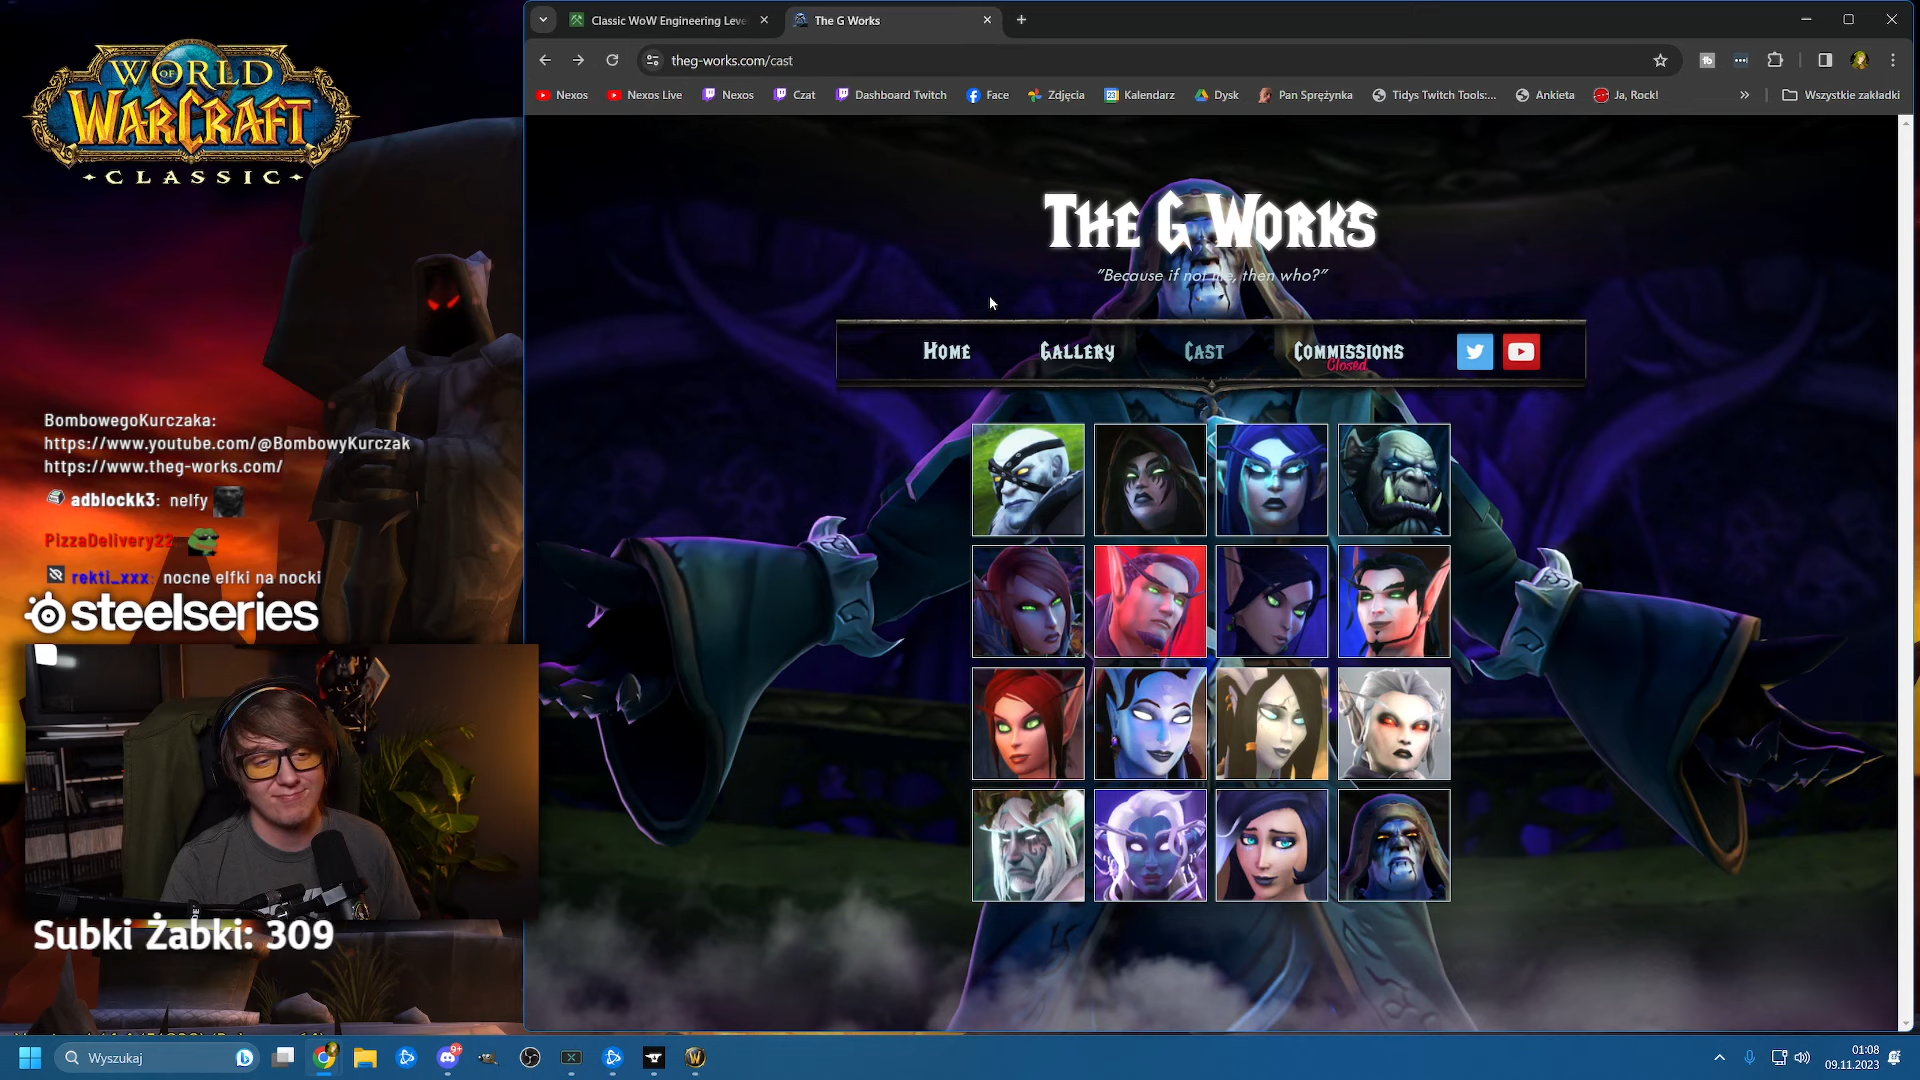 WORLD
OF
WARCRAFT
CLASSIC
BombowegoKurczaka:
https://www.youtube.com/@BombowyKurczak
https://www.theg-works.com/
adblockk3: nelfy
PizzaDelivery22
rekti_xxx: nocne elfki na nocki
steelseries
Subki Żabki: 309
Classic WoW Engineering Leve
The G Works
theg-works.com/cast
Nexos
Nexos Live
Nexos
Czat
Dashboard Twitch
Face
Zdjęcia
23
Kalendarz
Dysk
Pan Sprężynka
Tidys Twitch Tools:...
Ankieta
Ja, Rock!
Wszystkie zakładki
THE G WORKS
"Because if not me, then who?"
HOME
GALLERY
CAST
COMMISSIONS
Closed
Wyszukaj
9+
01:08
09.11.2023